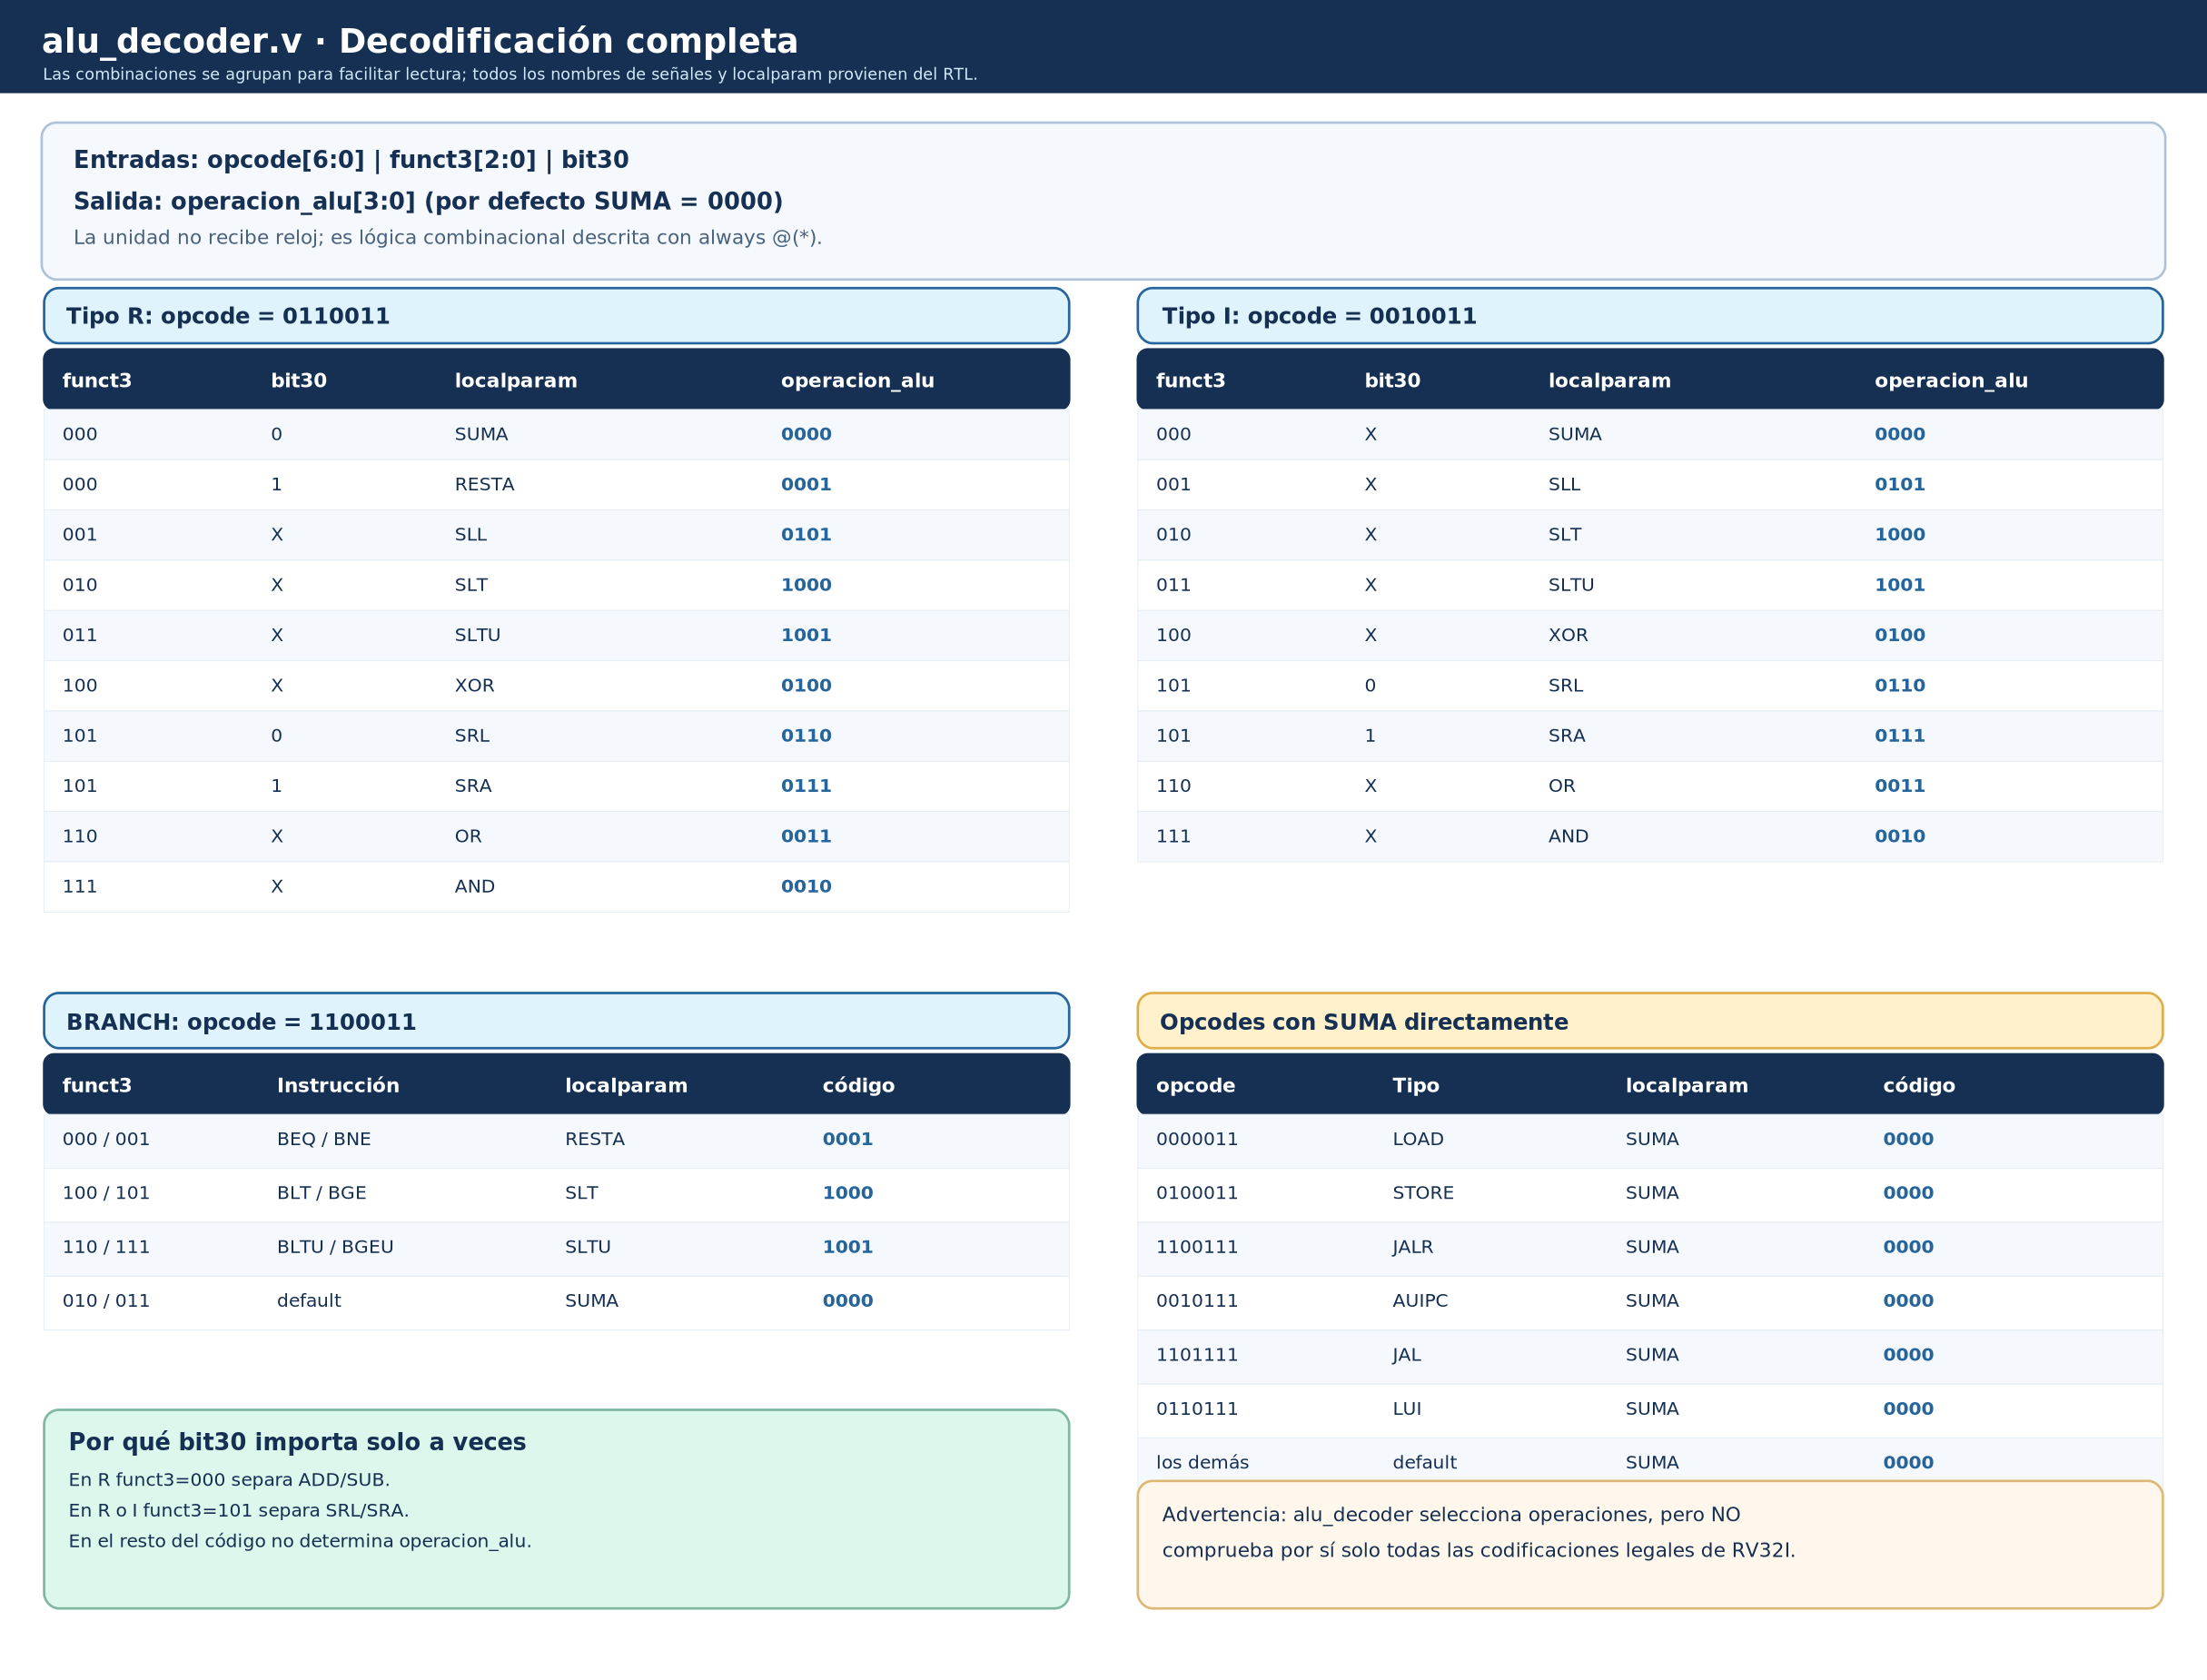 alu_decoder.v · Decodificación completa
Las combinaciones se agrupan para facilitar lectura; todos los nombres de señales y localparam provienen del RTL.
Entradas: opcode[6:0] | funct3[2:0] | bit30
Salida: operacion_alu[3:0] (por defecto SUMA = 0000)
La unidad no recibe reloj; es lógica combinacional descrita con always @(*).
Tipo R: opcode = 0110011
funct3 bit30 localparam operacion_alu
000 0 SUMA 0000
000 1 RESTA 0001
001 X SLL 0101
010 X SLT 1000
011 X SLTU 1001
100 X XOR 0100
101 0 SRL 0110
101 1 SRA 0111
110 X OR 0011
111 X AND 0010
Tipo I: opcode = 0010011
funct3 bit30 localparam operacion_alu
000 X SUMA 0000
001 X SLL 0101
010 X SLT 1000
011 X SLTU 1001
100 X XOR 0100
101 0 SRL 0110
101 1 SRA 0111
110 X OR 0011
111 X AND 0010
BRANCH: opcode = 1100011
funct3 Instrucción localparam código
000 / 001 BEQ / BNE RESTA 0001
100 / 101 BLT / BGE SLT 1000
110 / 111 BLTU / BGEU SLTU 1001
010 / 011 default SUMA 0000
Por qué bit30 importa solo a veces
En R funct3=000 separa ADD/SUB.
En R o I funct3=101 separa SRL/SRA.
En el resto del código no determina operacion_alu.
Opcodes con SUMA directamente
opcode Tipo localparam código
0000011 LOAD SUMA 0000
0100011 STORE SUMA 0000
1100111 JALR SUMA 0000
0010111 AUIPC SUMA 0000
1101111 JAL SUMA 0000
0110111 LUI SUMA 0000
los demás default SUMA 0000
Advertencia: alu_decoder selecciona operaciones, pero NO
comprueba por sí solo todas las codificaciones legales de RV32I.